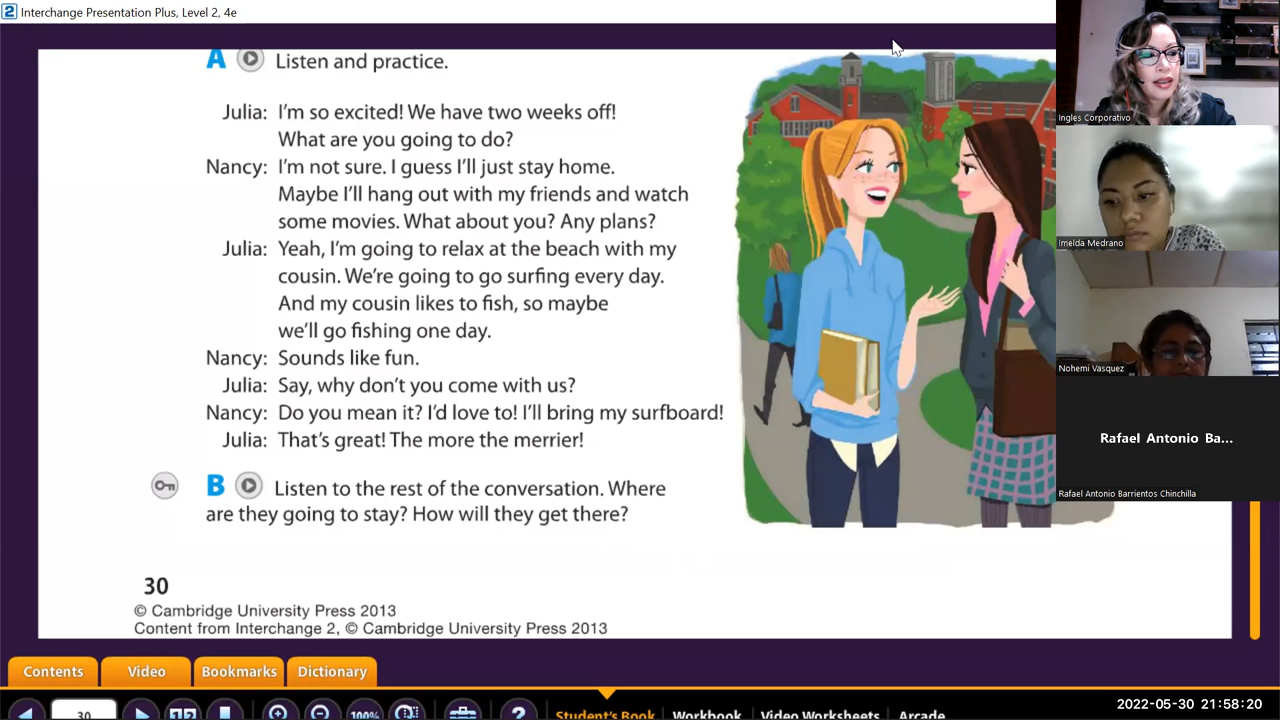 Interchange Presentation Plus, Level 2, 4e
A Listen and practice.
Julia: I'm so excited! We have two weeks off!
What are you going to do?
Nancy: I'm not sure. I guess I'll just stay home.
Maybe I'll hang out with my friends and watch
some movies. What about you? Any plans?
Julia: Yeah, I'm going to relax at the beach with my
cousin. We're going to go surfing every day.
And my cousin likes to fish, so maybe
we'll go fishing one day.
Nancy: Sounds like fun.
Julia: Say, why don't you come with us?
Nancy: Do you mean it? I'd love to! I'll bring my surfboard!
Julia: That's great! The more the merrier!
B Listen to the rest of the conversation. Where
are they going to stay? How will they get there?
30
© Cambridge University Press 2013
Content from Interchange 2, © Cambridge University Press 2013
Ingles Corporativo
Imelda Medrano
Nohemi Vasquez
Rafael Antonio Ba...
Rafael Antonio Barrientos Chinchilla
Contents Video Bookmarks Dictionary
30 100% ? Student's Book Workbook Video Worksheets Arcade
2022-05-30 21:58:20